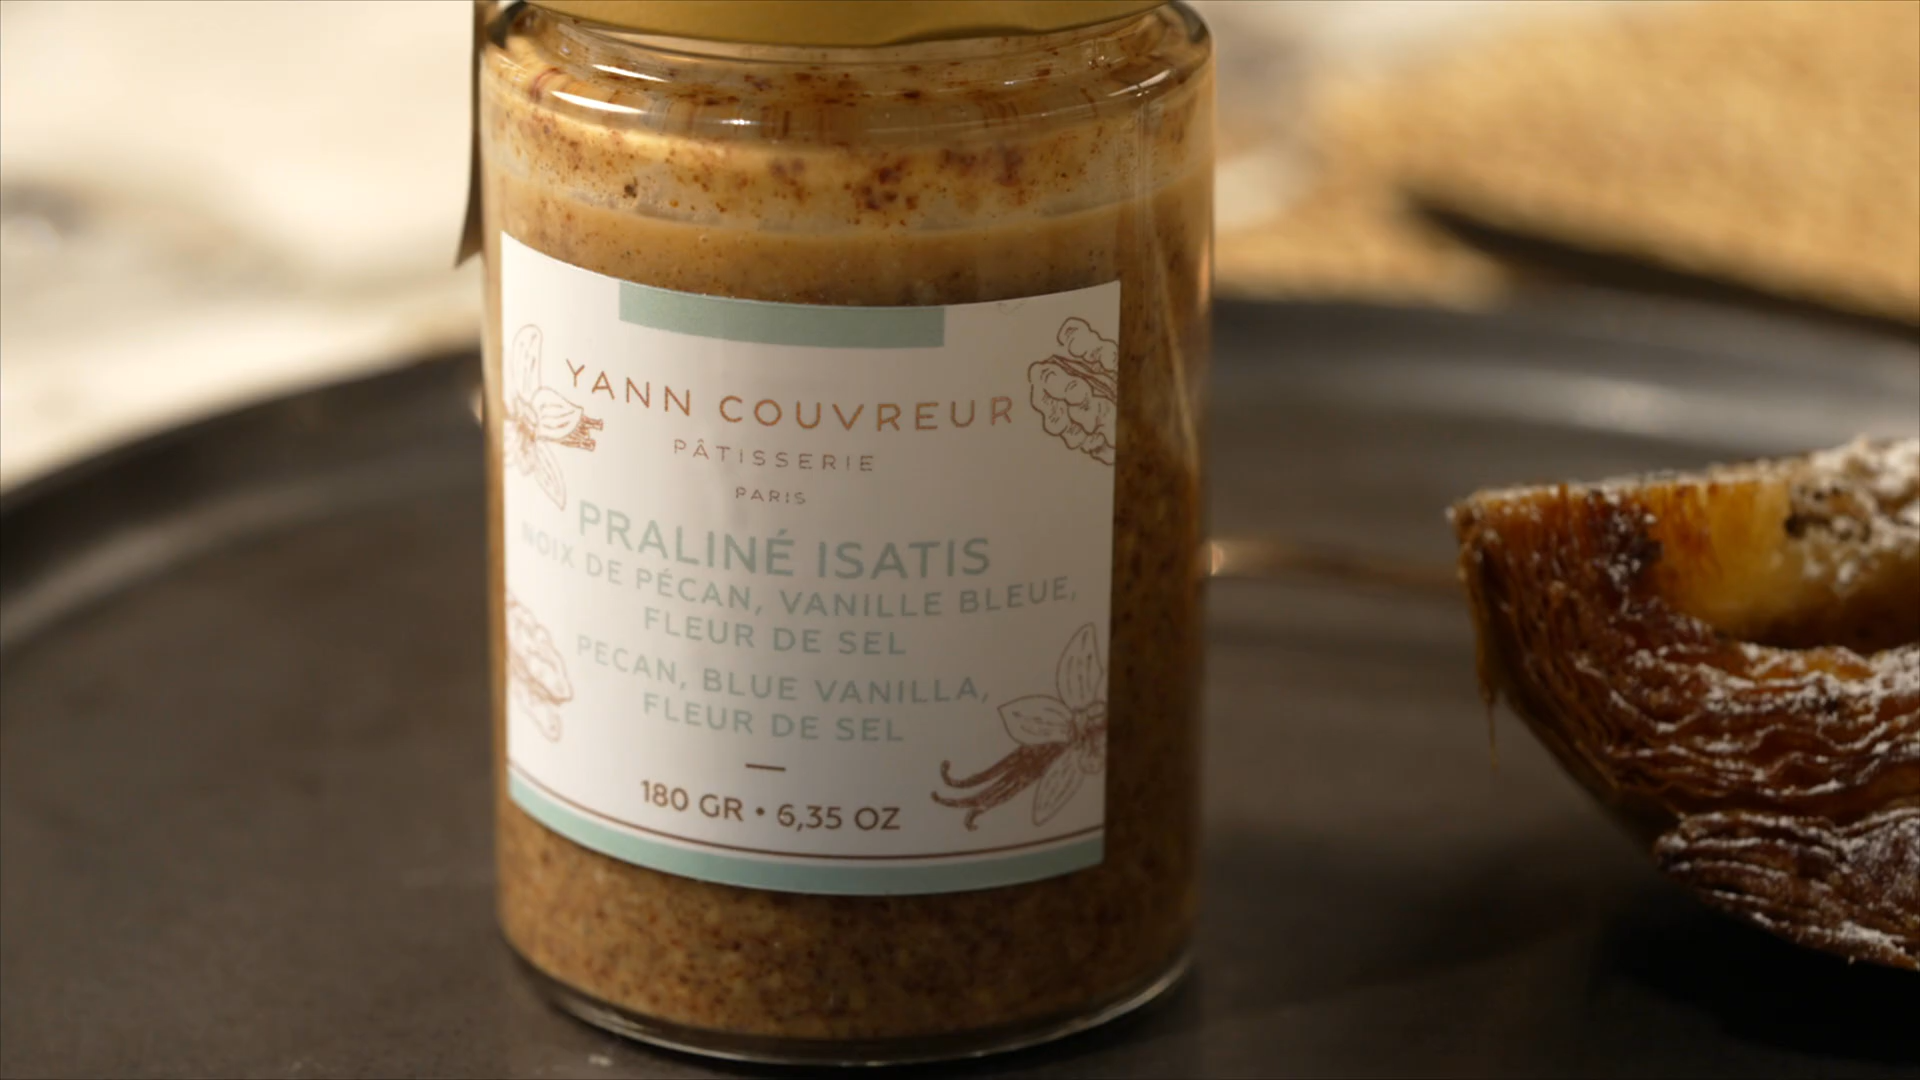 YANN COUVREUR
PÂTISSERIE
PARIS
PRALINÉ ISATIS
NOIX DE PÉCAN, VANILLE BLEUE,
FLEUR DE SEL
PECAN, BLUE VANILLA,
FLEUR DE SEL
180 GR • 6,35 OZ